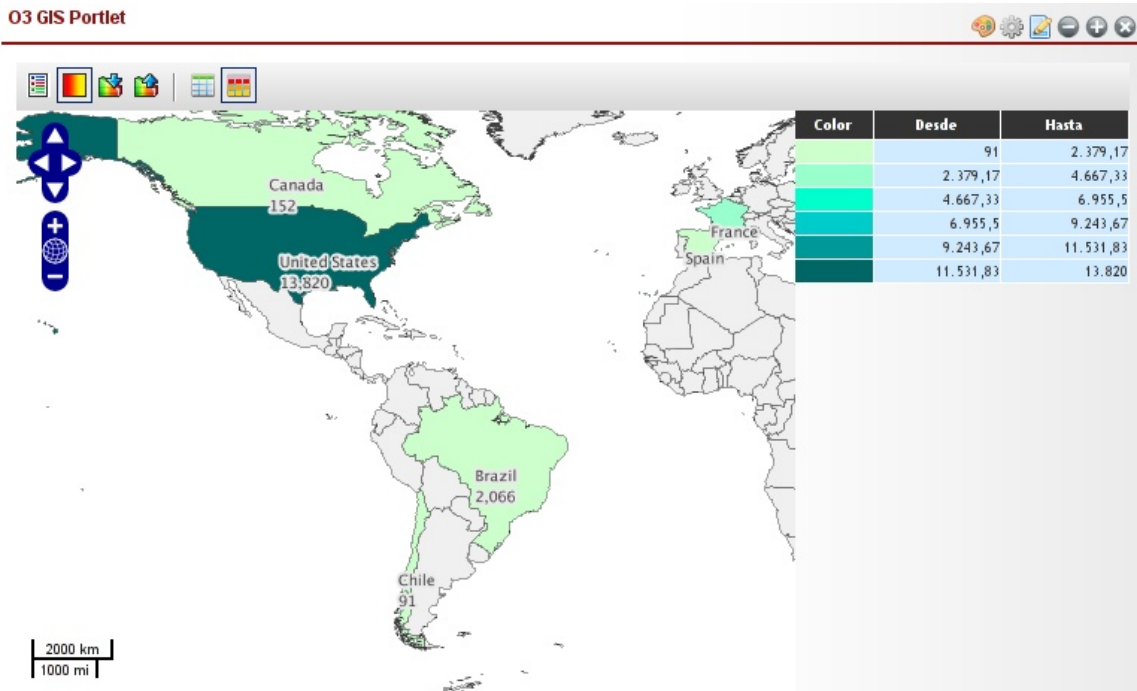 O3 GIS Portlet
Color Desde Hasta
91 2.379,17
2.379,17 4.667,33
4.667,33 6.955,5
6.955,5 9.243,67
9.243,67 11.531,83
11.531,83 13.820
Canada
152
United States
13,820
France
Spain
Brazil
2,066
Chile
91
2000 km
1000 mi